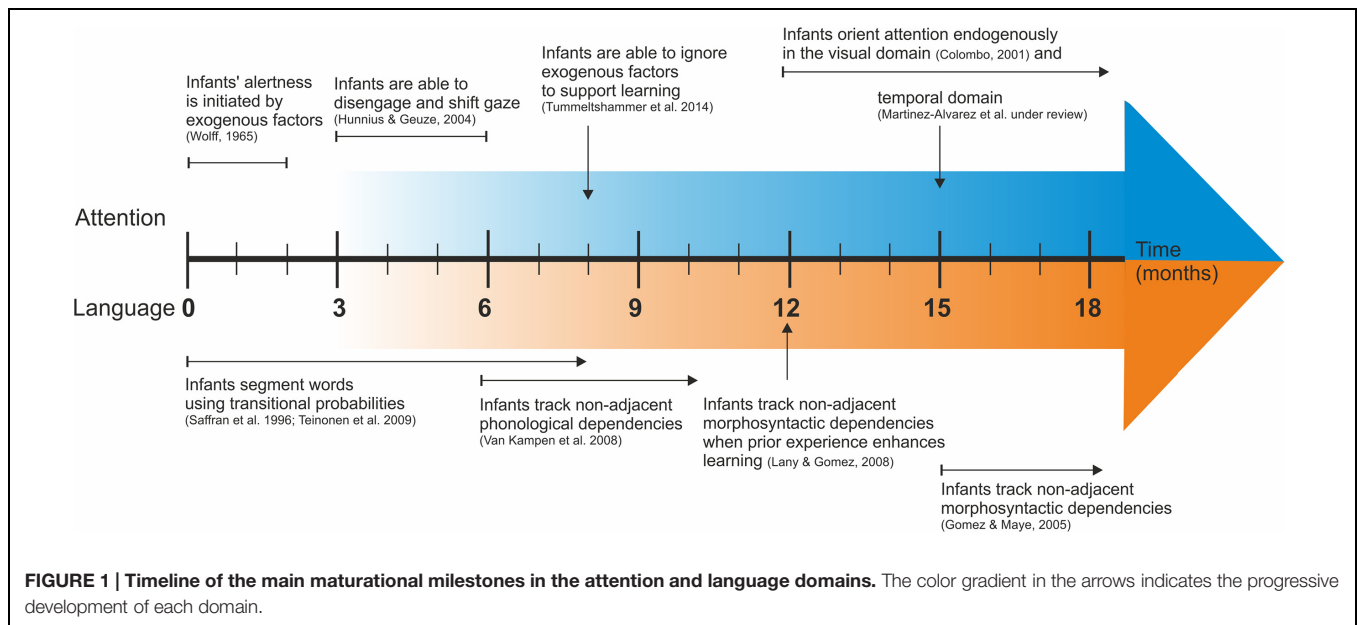 Infants' alertness
is initiated by
exogenous factors
(Wolff, 1965)
Infants are able to
disengage and shift gaze
(Hunnius & Geuze, 2004)
Infants are able to ignore
exogenous factors
to support learning
(Tummeltshammer et al. 2014)
Infants orient attention endogenously
in the visual domain (Colombo, 2001) and
temporal domain
(Martinez-Alvarez et al. under review)
Attention
Time
(months)
Language 0 3 6 9 12 15 18
Infants segment words
using transitional probabilities
(Saffran et al. 1996; Teinonen et al. 2009)
Infants track non-adjacent
phonological dependencies
(Van Kampen et al. 2008)
Infants track non-adjacent
morphosyntactic dependencies
when prior experience enhances
learning (Lany & Gomez, 2008)
Infants track non-adjacent
morphosyntactic dependencies
(Gomez & Maye, 2005)
FIGURE 1 | Timeline of the main maturational milestones in the attention and language domains. The color gradient in the arrows indicates the progressive
development of each domain.